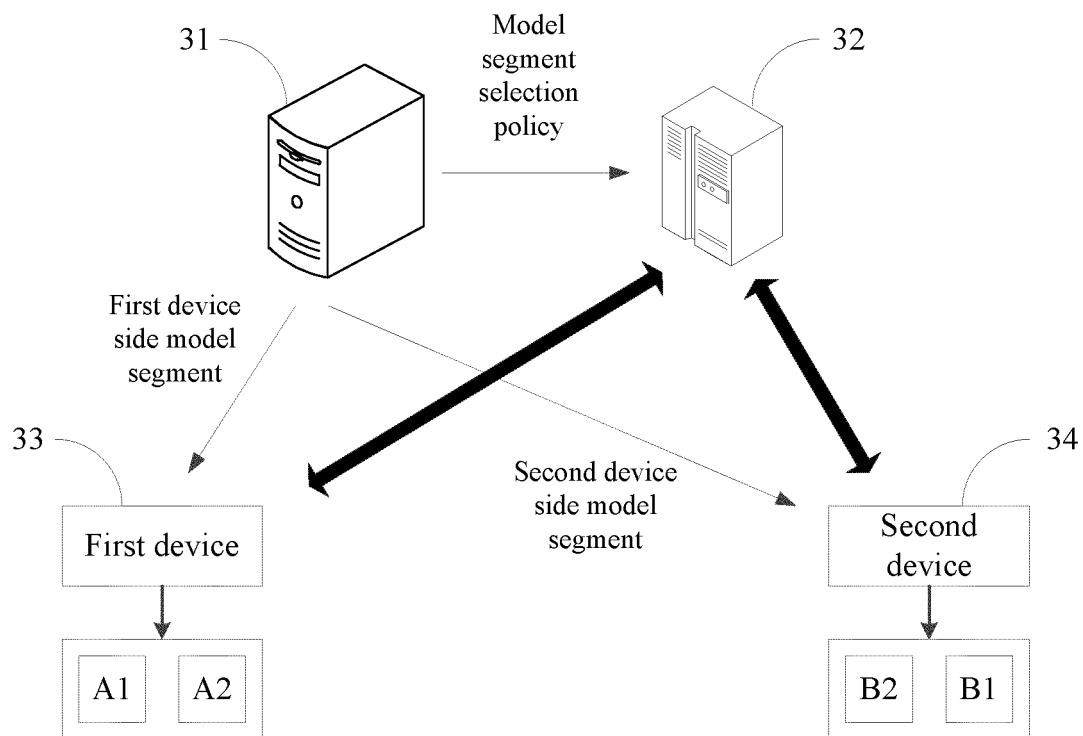 31
Model
segment
selection
policy
32
First device
side model
segment
33
Second device
side model
segment
34
First device
Second
device
A1 A2
B2 B1